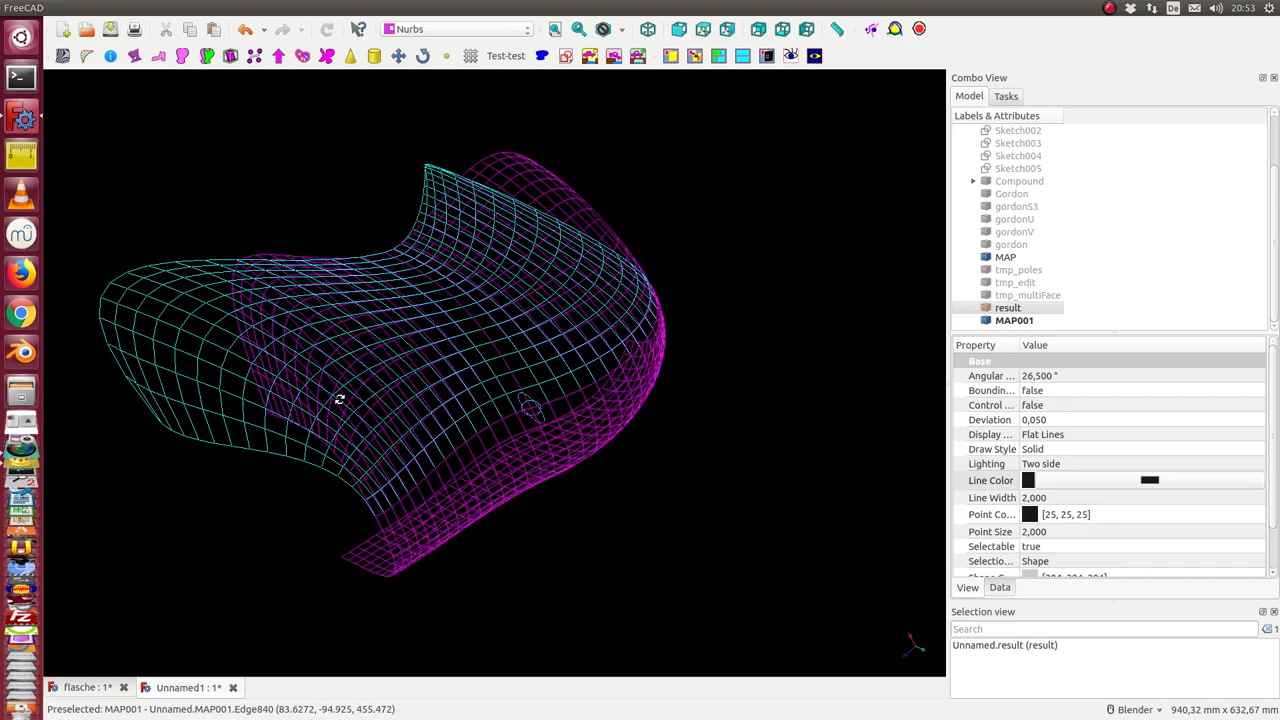 FreeCAD
De
20:53
Nurbs
Test-test
Combo View
Model
Tasks
Labels & Attributes
Sketch002
Sketch003
Sketch004
Sketch005
Compound
Gordon
gordonS3
gordonU
gordonV
gordon
MAP
tmp_poles
tmp_edit
tmp_multiFace
result
MAP001
Property
Value
Base
Angular ...
26,500 °
Boundin...
false
Control ...
false
Deviation
0,050
Display ...
Flat Lines
Draw Style
Solid
Lighting
Two side
Line Color
Line Width
2,000
Point Co...
[25, 25, 25]
Point Size
2,000
Selectable
true
Selectio...
Shape
View
Data
Selection view
Search
1
Unnamed.result (result)
flasche : 1*
Unnamed1 : 1*
Preselected: MAP001 - Unnamed.MAP001.Edge840 (83.6272, -94.925, 455.472)
Blender
940,32 mm x 632,67 mm